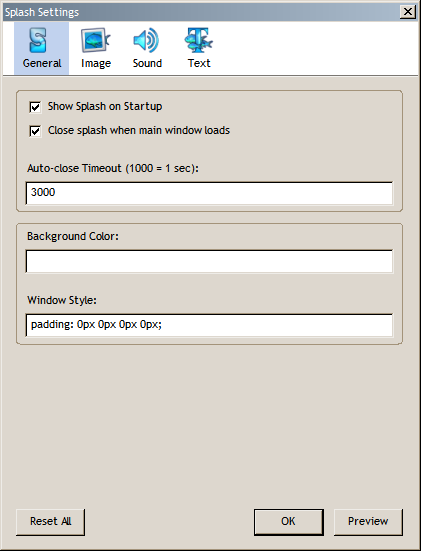 Splash Settings
General Image Sound Text
Show Splash on Startup
Close splash when main window loads
Auto-close Timeout (1000 = 1 sec):
3000
Background Color:
Window Style:
padding: 0px 0px 0px 0px;
Reset All OK Preview